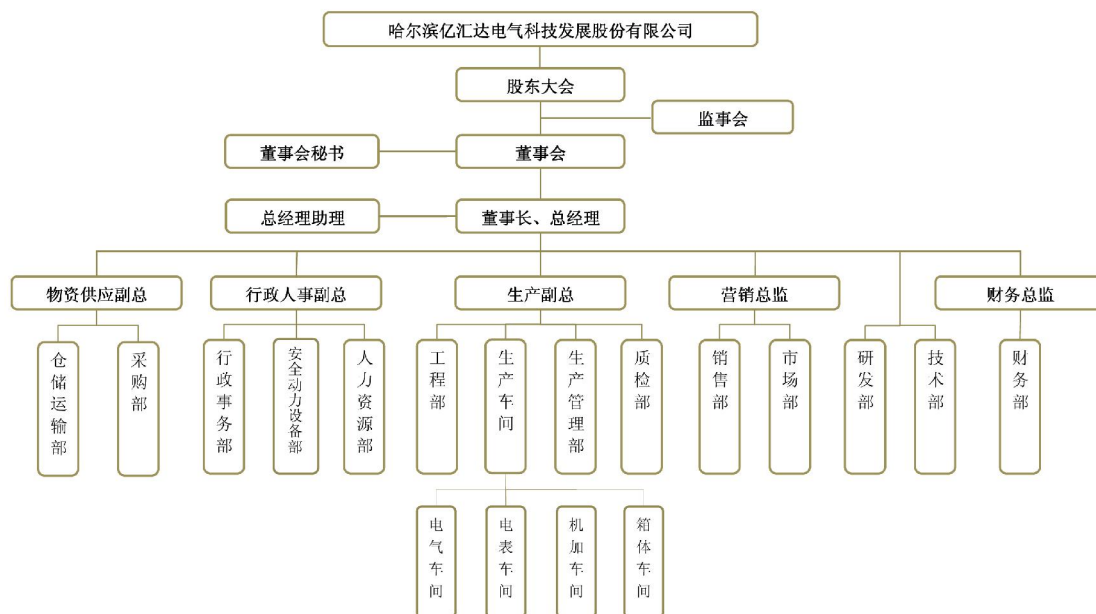 哈尔滨亿汇达电气科技发展股份有限公司
股东大会
监事会
董事会秘书
董事会
总经理助理
董事长、总经理
物资供应副总
行政人事副总
生产副总
营销总监
财务总监
仓储运输部
采购部
行政事务部
安全动力设备部
人力资源部
工程部
生产车间
生产管理部
质检部
销售部
市场部
研发部
技术部
财务部
电气车间
电表车间
机加车间
箱体车间